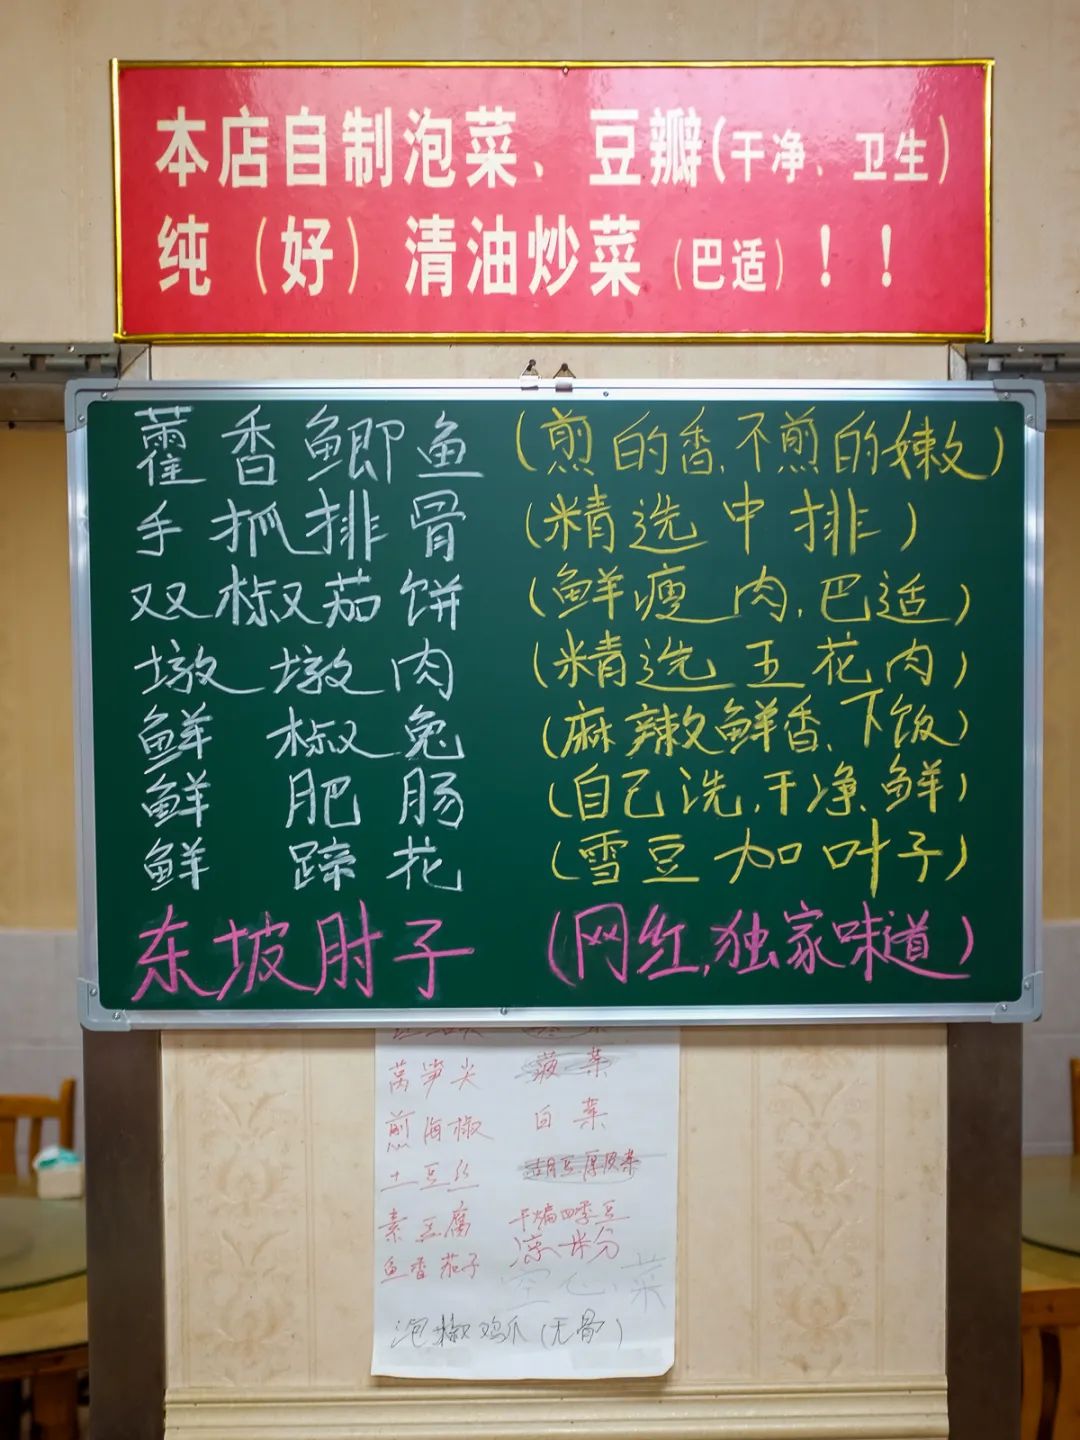 本店自制泡菜、豆瓣(干净、卫生)
纯(好)清油炒菜(巴适)!!
藿香鲫鱼(煎的香,不煎的嫩)
手抓排骨(精选中排)
双椒茄饼(鲜瘦肉,巴适)
墩墩肉(精选五花肉)
鲜椒兔(麻辣鲜香、下饭)
鲜肥肠(自己洗,干净、鲜)
鲜蹄花(雪豆加叶子)
东坡肘子(网红,独家味道)
莴笋尖 菠菜
煎海椒 白菜
土豆丝 胡豆厚皮菜
素豆腐 干煸四季豆
鱼香茄子 凉粉
空心菜
泡椒鸡爪(无骨)